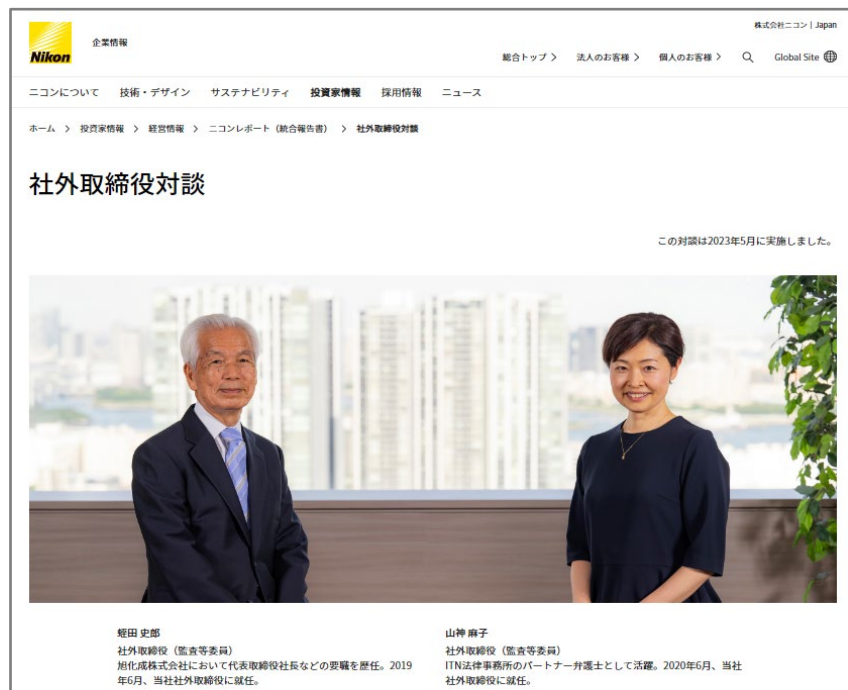 株式会社ニコン | Japan
Nikon
企業情報
総合トップ 法人のお客様 個人のお客様 Global Site
ニコンについて 技術・デザイン サステナビリティ 投資家情報 採用情報 ニュース
ホーム > 投資家情報 > 経営情報 > ニコンレポート（統合報告書） > 社外取締役対談
社外取締役対談
この対談は2023年5月に実施しました。
蛭田 史郎
社外取締役（監査等委員）
旭化成株式会社において代表取締役社長などの要職を歴任。2019
年6月、当社社外取締役に就任。
山神 麻子
社外取締役（監査等委員）
ITN法律事務所のパートナー弁護士として活躍。2020年6月、当社
社外取締役に就任。